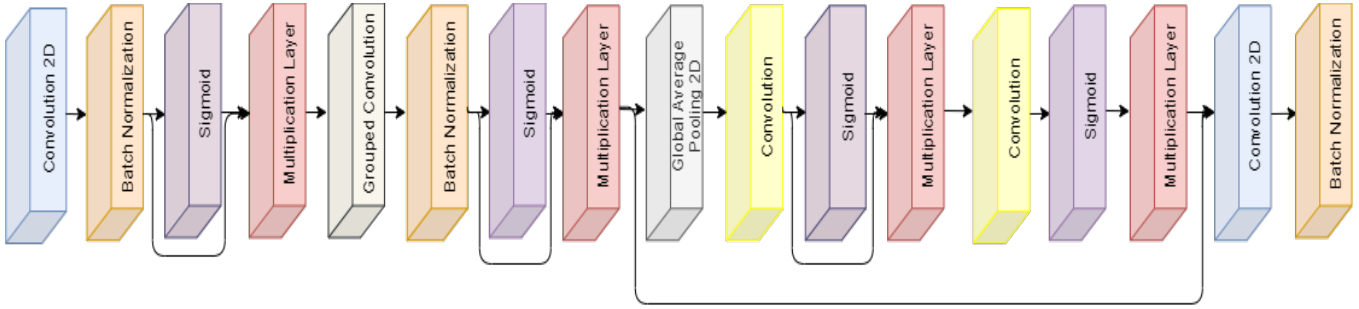 Convolution 2D
Batch Normalization
Sigmoid
Multiplication Layer
Grouped Convolution
Batch Normalization
Sigmoid
Multiplication Layer
Global Average
Pooling 2D
Convolution
Sigmoid
Multiplication Layer
Convolution
Sigmoid
Multiplication Layer
Convolution 2D
Batch Normalization